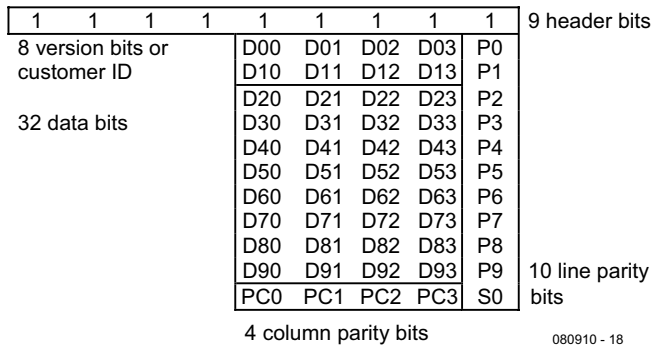 1 1 1 1 1 1 1 1 1 9 header bits
8 version bits or D00 D01 D02 D03 P0
customer ID D10 D11 D12 D13 P1
D20 D21 D22 D23 P2
32 data bits D30 D31 D32 D33 P3
D40 D41 D42 D43 P4
D50 D51 D52 D53 P5
D60 D61 D62 D63 P6
D70 D71 D72 D73 P7
D80 D81 D82 D83 P8
D90 D91 D92 D93 P9 10 line parity
PC0 PC1 PC2 PC3 S0 bits
4 column parity bits
080910 - 18